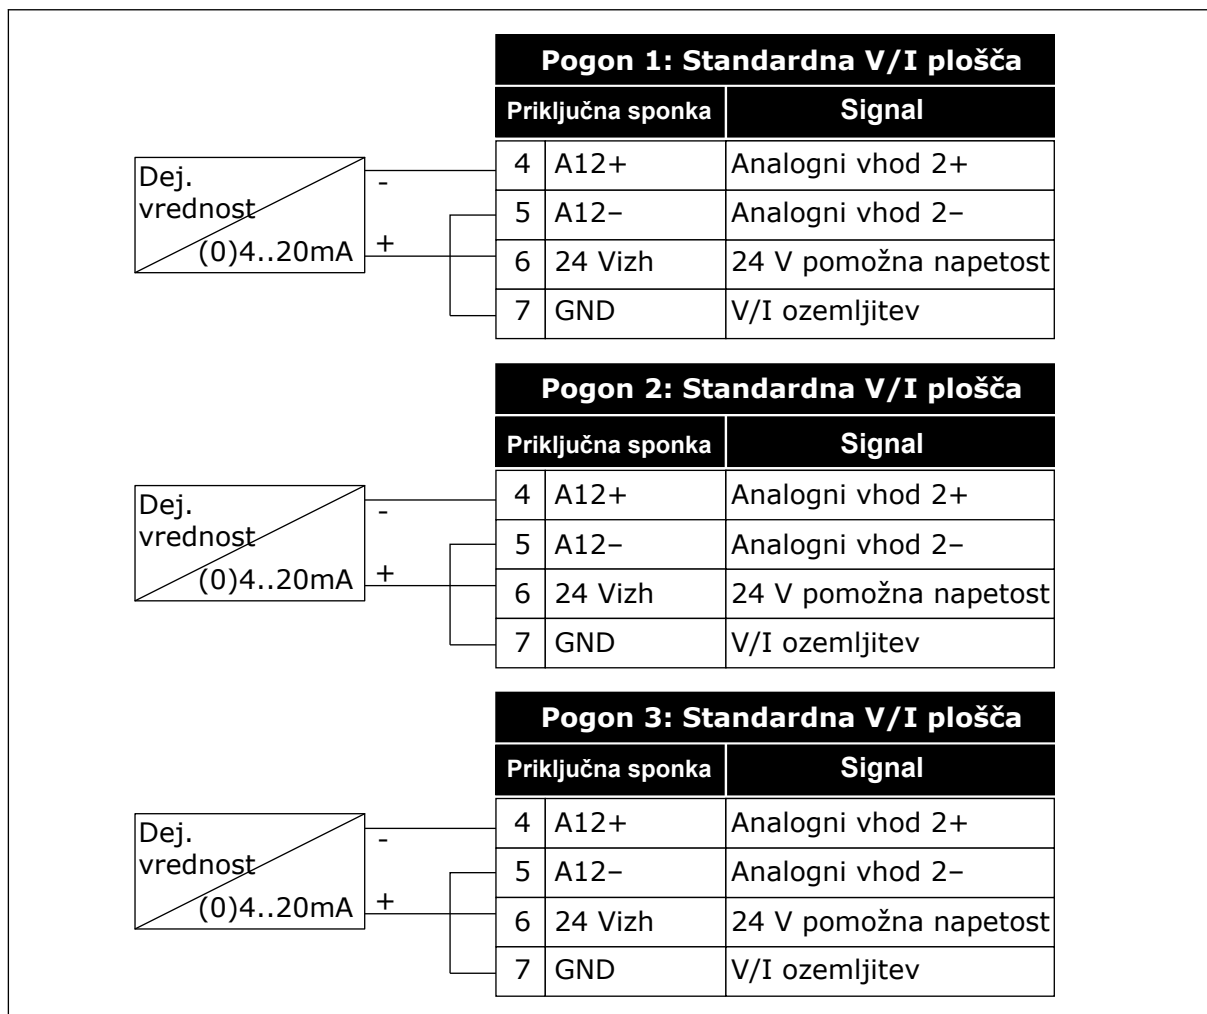 Pogon 1: Standardna V/I plošča
Priključna sponka Signal
Dej.
vrednost
(0)4..20mA
-
+
4 A12+ Analogni vhod 2+
5 A12– Analogni vhod 2–
6 24 Vizh 24 V pomožna napetost
7 GND V/I ozemljitev
Pogon 2: Standardna V/I plošča
Priključna sponka Signal
Dej.
vrednost
(0)4..20mA
-
+
4 A12+ Analogni vhod 2+
5 A12– Analogni vhod 2–
6 24 Vizh 24 V pomožna napetost
7 GND V/I ozemljitev
Pogon 3: Standardna V/I plošča
Priključna sponka Signal
Dej.
vrednost
(0)4..20mA
-
+
4 A12+ Analogni vhod 2+
5 A12– Analogni vhod 2–
6 24 Vizh 24 V pomožna napetost
7 GND V/I ozemljitev